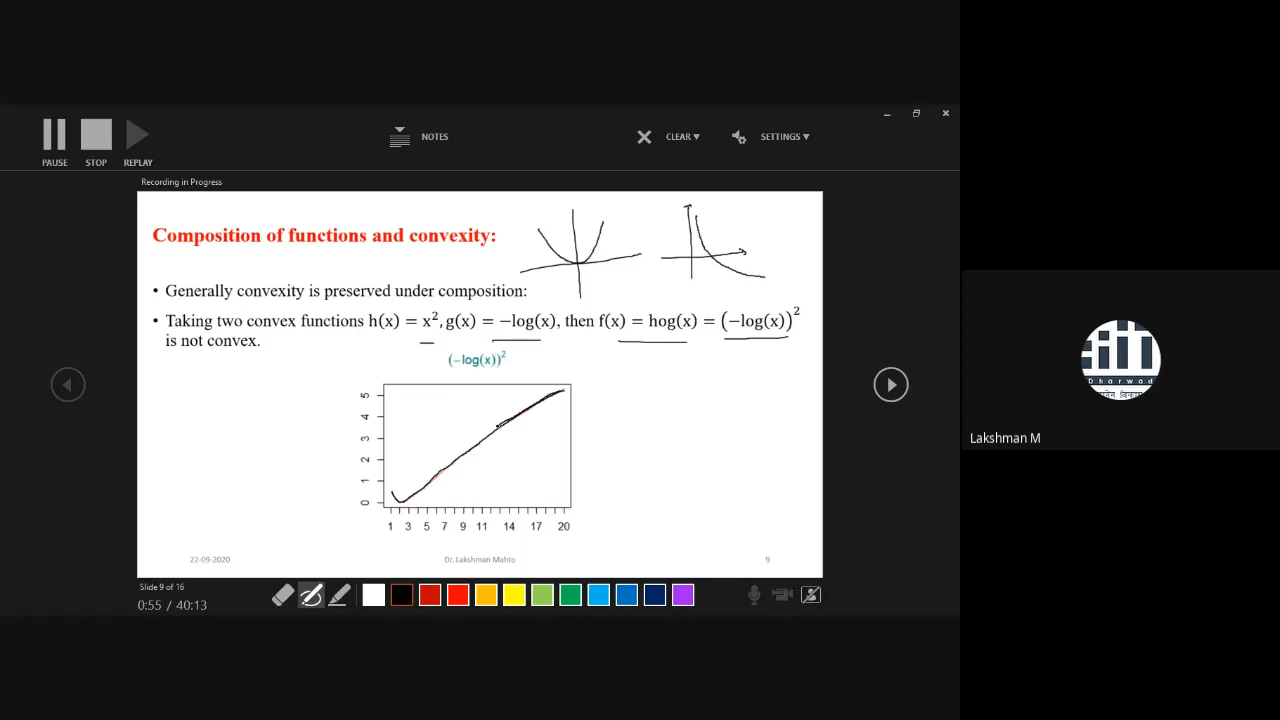 NOTES
CLEAR
SETTINGS
PAUSE STOP REPLAY
Recording in Progress
Composition of functions and convexity:
• Generally convexity is preserved under composition:
• Taking two convex functions h(x) = x², g(x) = −log(x), then f(x) = hog(x) = (−log(x))²
is not convex.
(−log(x))²
5
4
3
2
1
0
1 3 5 7 9 11 14 17 20
22-09-2020 Dr. Lakshman Mahto 9
Slide 9 of 16
0:55 / 40:13
Dharwad
Lakshman M